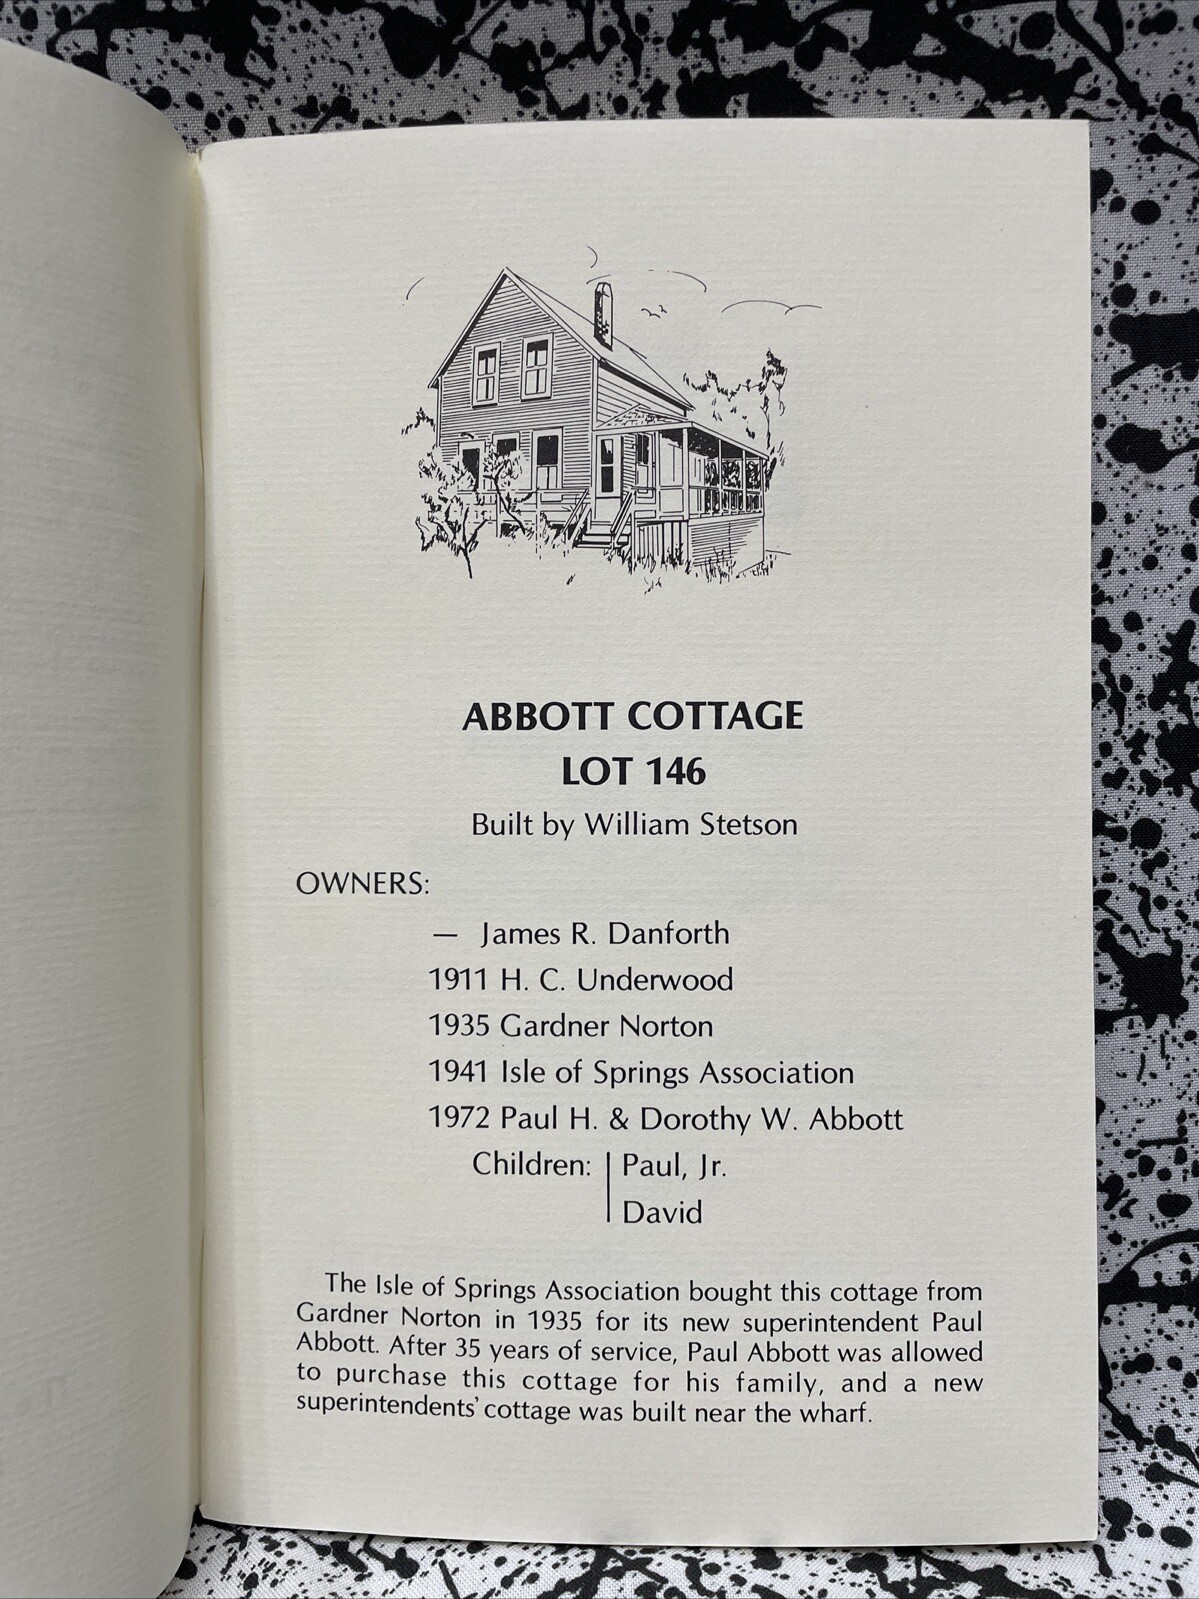 ABBOTT COTTAGE
LOT 146
Built by William Stetson
OWNERS:
— James R. Danforth
1911 H. C. Underwood
1935 Gardner Norton
1941 Isle of Springs Association
1972 Paul H. & Dorothy W. Abbott
Children: Paul, Jr.
David
The Isle of Springs Association bought this cottage from
Gardner Norton in 1935 for its new superintendent Paul
Abbott. After 35 years of service, Paul Abbott was allowed
to purchase this cottage for his family, and a new
superintendents' cottage was built near the wharf.